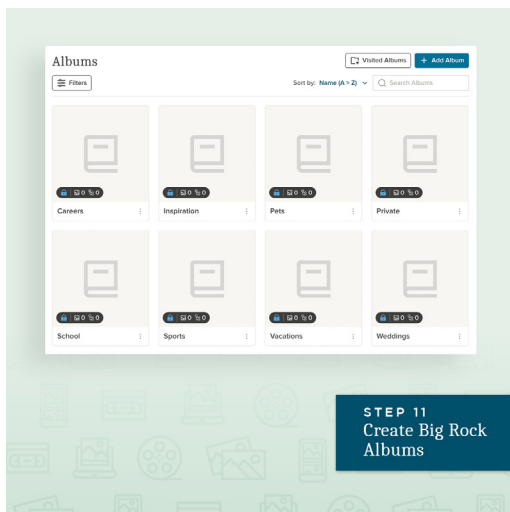 Albums
Visited Albums
+ Add Album
Filters
Sort by: Name (A > Z)
Search Albums
0 0
0 0
0 0
0 0
Careers
Inspiration
Pets
Private
0 0
0 0
0 0
0 0
School
Sports
Vacations
Weddings
STEP 11
Create Big Rock
Albums